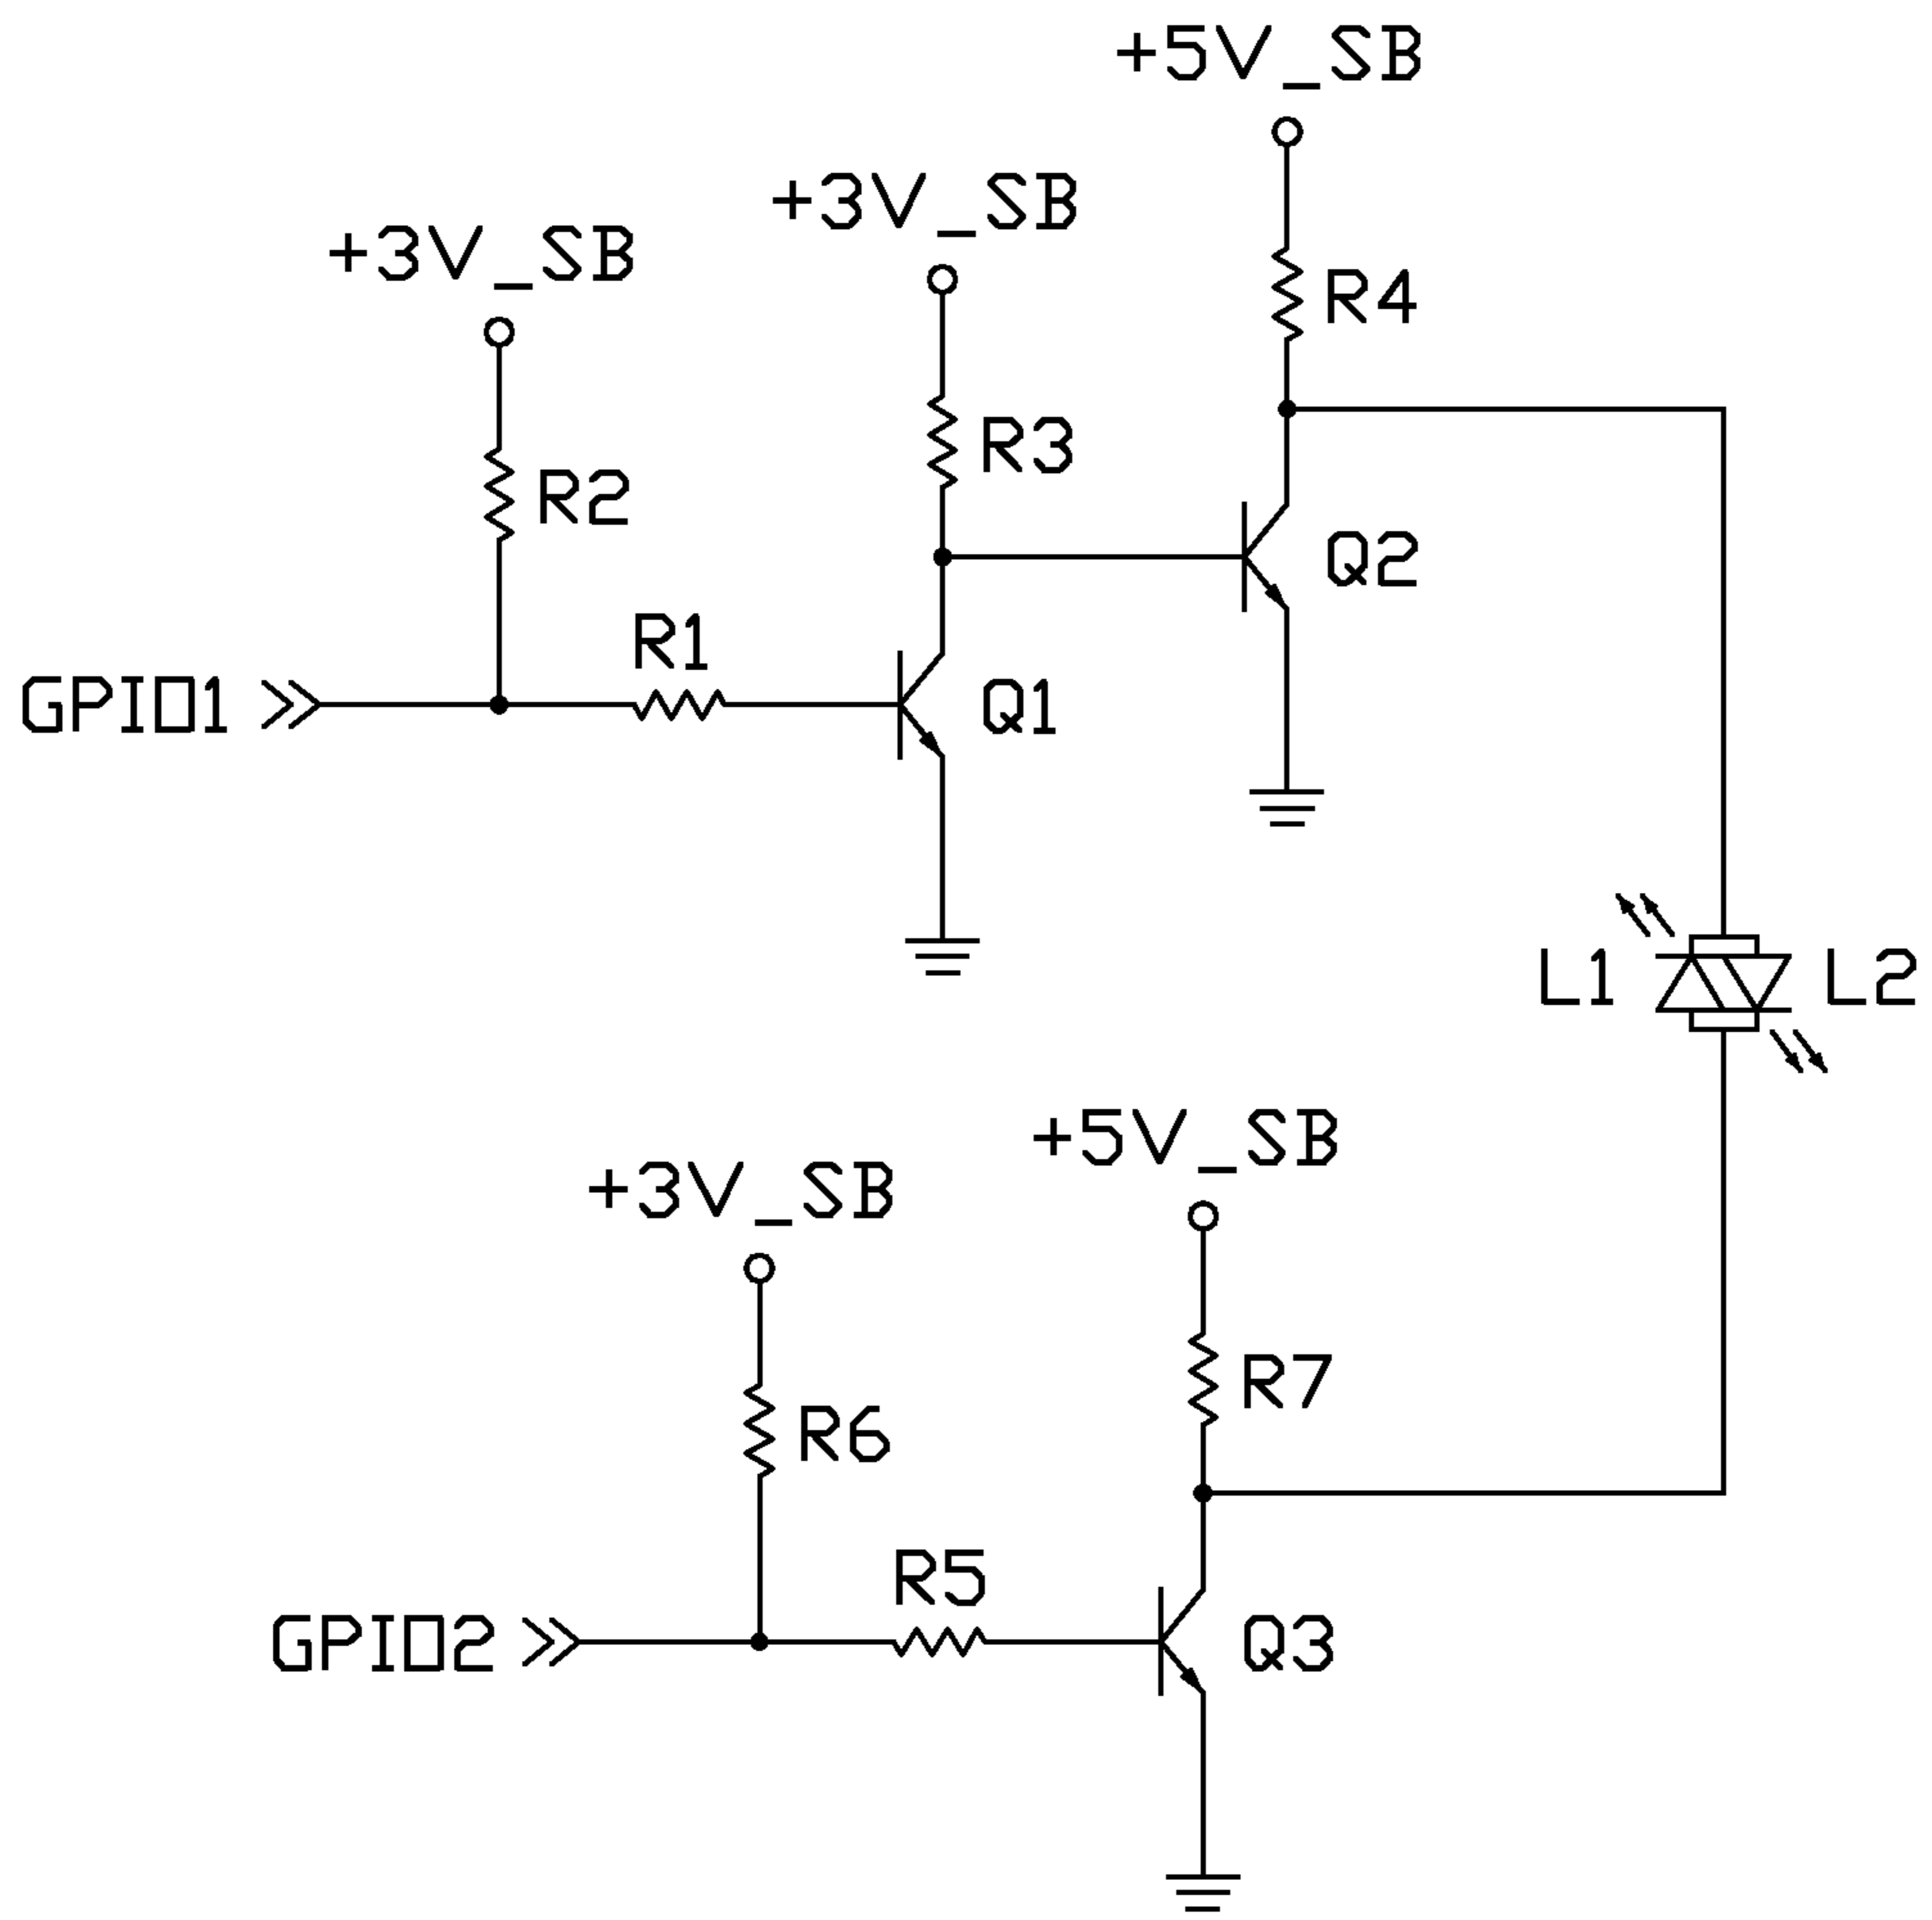 +5V_SB
+3V_SB
+3V_SB
R4
R3
R2
Q2
R1
GPIO1
Q1
L1
L2
+5V_SB
+3V_SB
R7
R6
R5
GPIO2
Q3